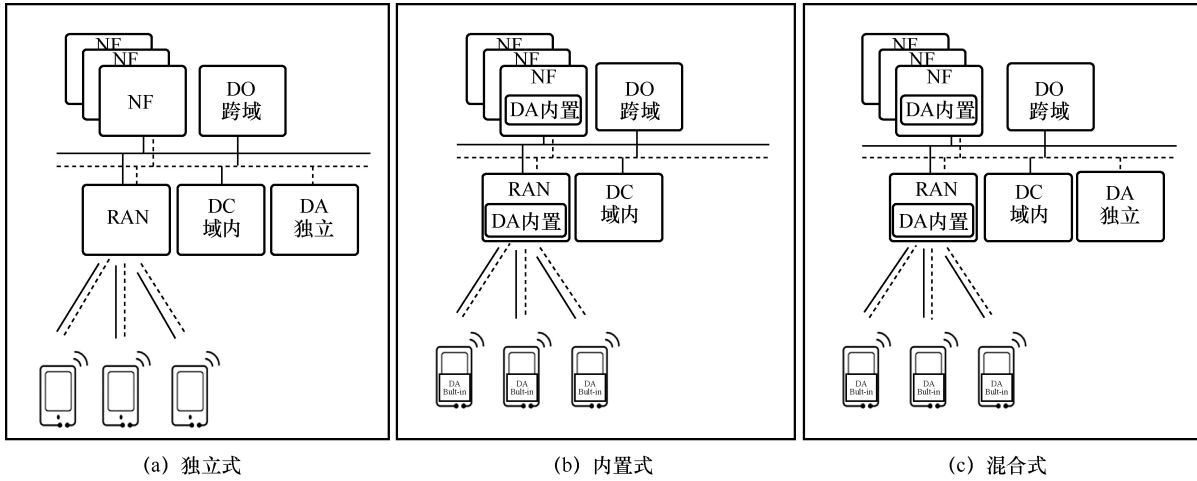 NF
NF
NF
DO
跨域
RAN
DC
域内
DA
独立
(a) 独立式
NF
NF
NF
DA内置
DO
跨域
RAN
DA内置
DC
域内
DA
Bult-in
DA
Bult-in
DA
Bult-in
(b) 内置式
NF
NF
NF
DA内置
DO
跨域
RAN
DA内置
DC
域内
DA
独立
DA
Bult-in
DA
Bult-in
DA
Bult-in
(c) 混合式